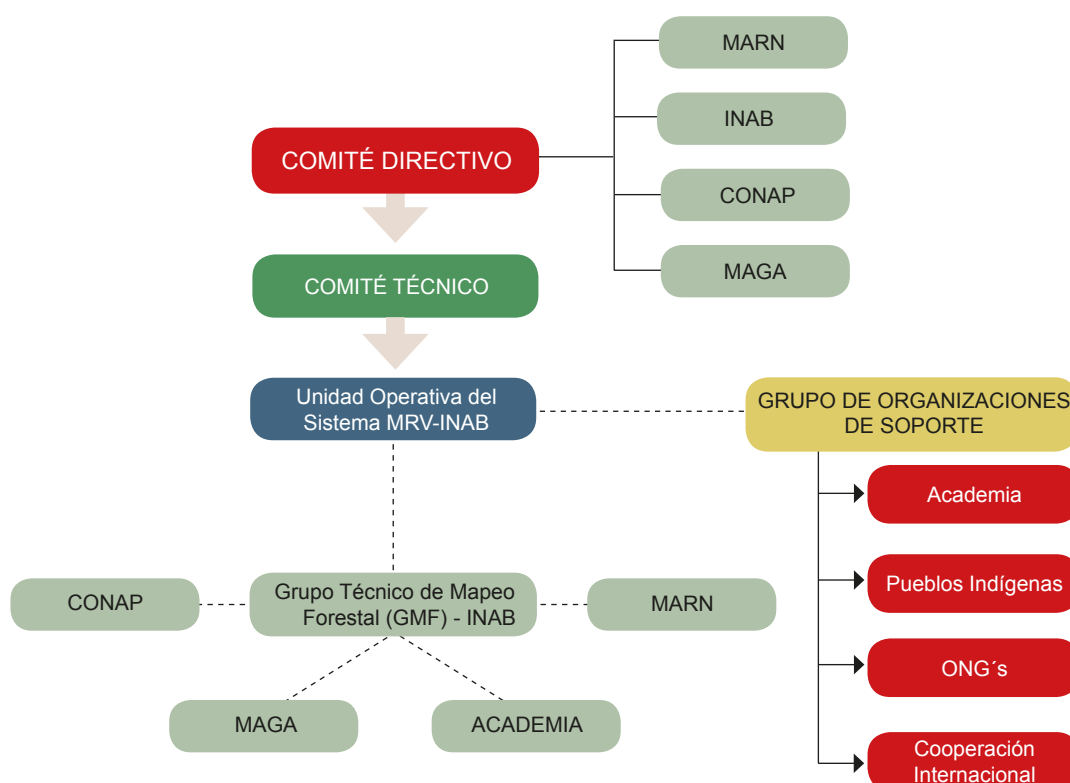 MARN
INAB
COMITÉ DIRECTIVO
CONAP
MAGA
COMITÉ TÉCNICO
Unidad Operativa del
Sistema MRV-INAB
GRUPO DE ORGANIZACIONES
DE SOPORTE
Academia
Pueblos Indígenas
ONG´s
Cooperación
Internacional
CONAP
Grupo Técnico de Mapeo
Forestal (GMF) - INAB
MARN
MAGA
ACADEMIA